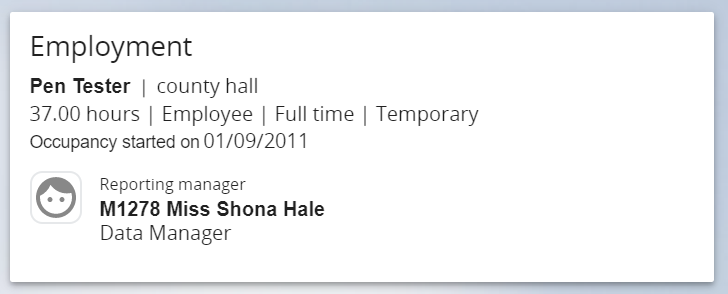 Employment
Pen Tester | county hall
37.00 hours | Employee | Full time | Temporary
Occupancy started on 01/09/2011
Reporting manager
M1278 Miss Shona Hale
Data Manager